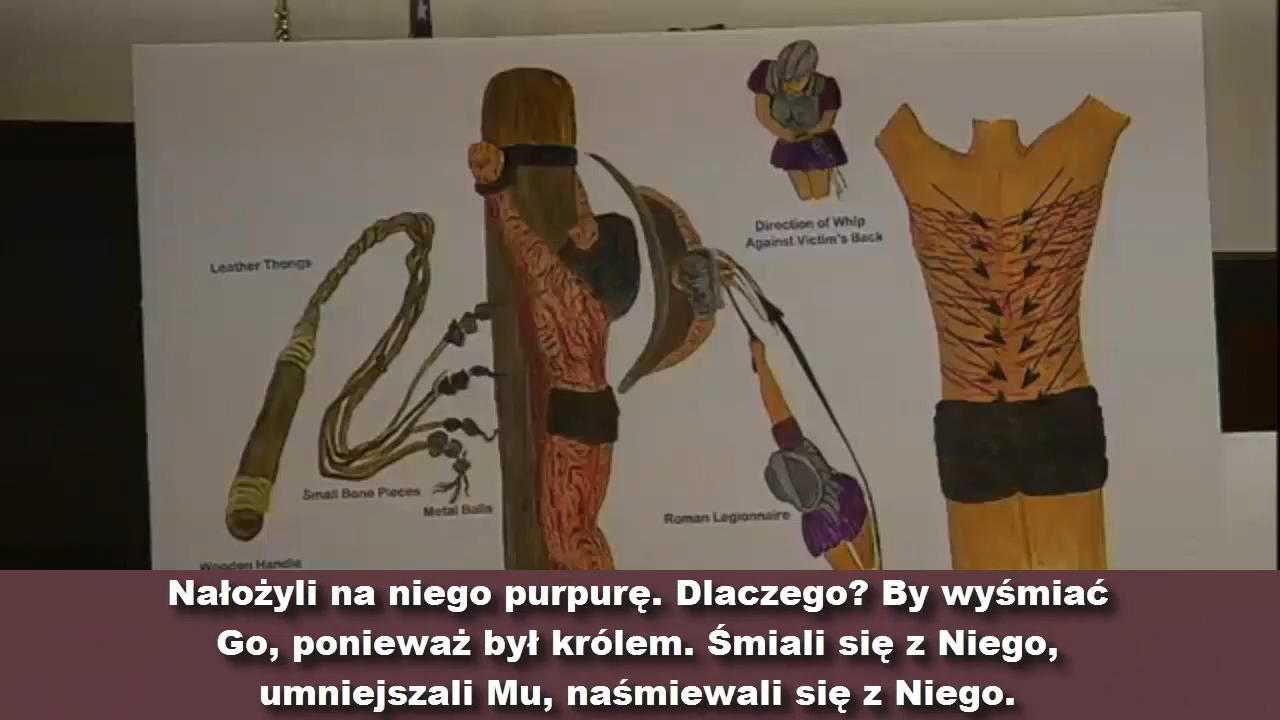 Direction of Whip
Against Victim's Back
Leather Thongs
Small Bone Pieces
Metal Balls
Roman Legionnaire
Wooden Handle
Nałożyli na niego purpurę. Dlaczego? By wyśmiać
Go, ponieważ był królem. Śmiali się z Niego,
umniejszali Mu, naśmiewali się z Niego.